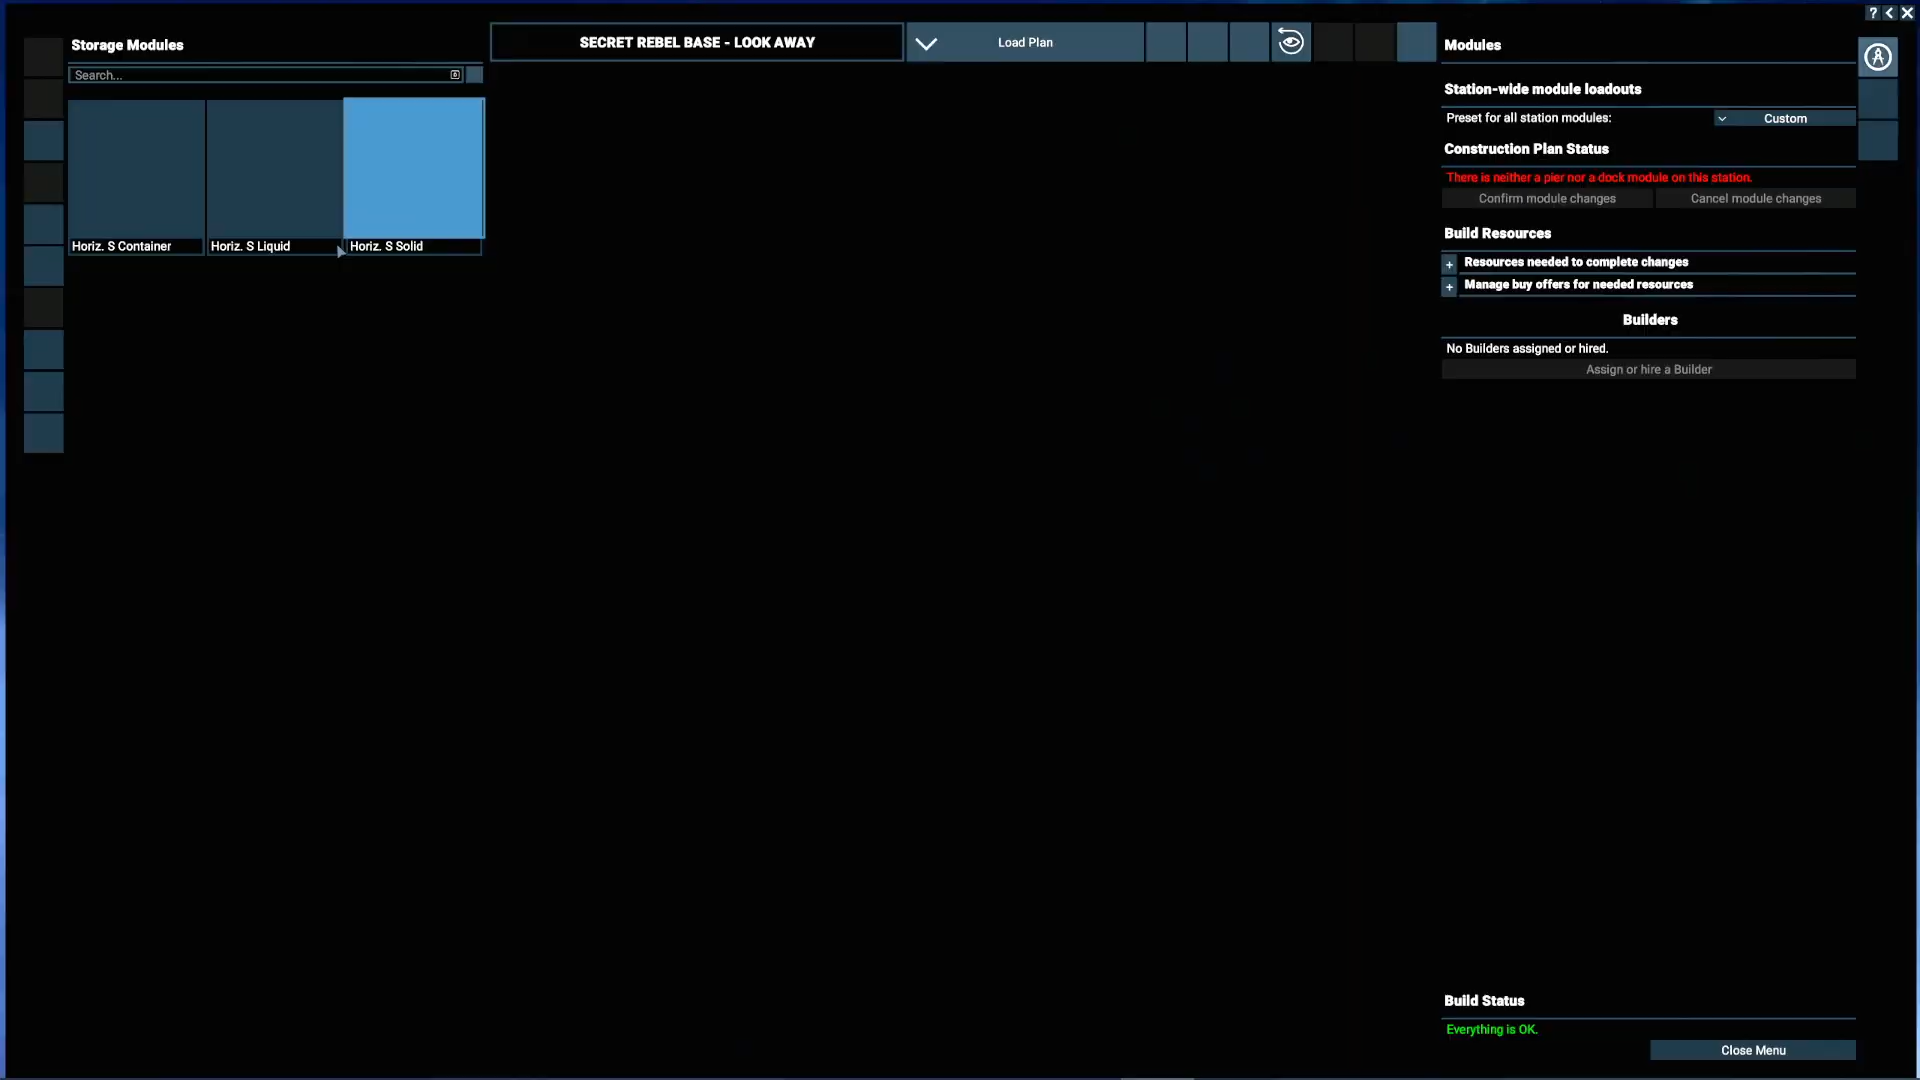 Storage Modules
Search...
Horiz. S Container
Horiz. S Liquid
Horiz. S Solid
SECRET REBEL BASE - LOOK AWAY
Load Plan
? < X
Modules
Station-wide module loadouts
Preset for all station modules:
Custom
Construction Plan Status
There is neither a pier nor a dock module on this station.
Confirm module changes
Cancel module changes
Build Resources
+ Resources needed to complete changes
+ Manage buy offers for needed resources
Builders
No Builders assigned or hired.
Assign or hire a Builder
Build Status
Everything is OK.
Close Menu